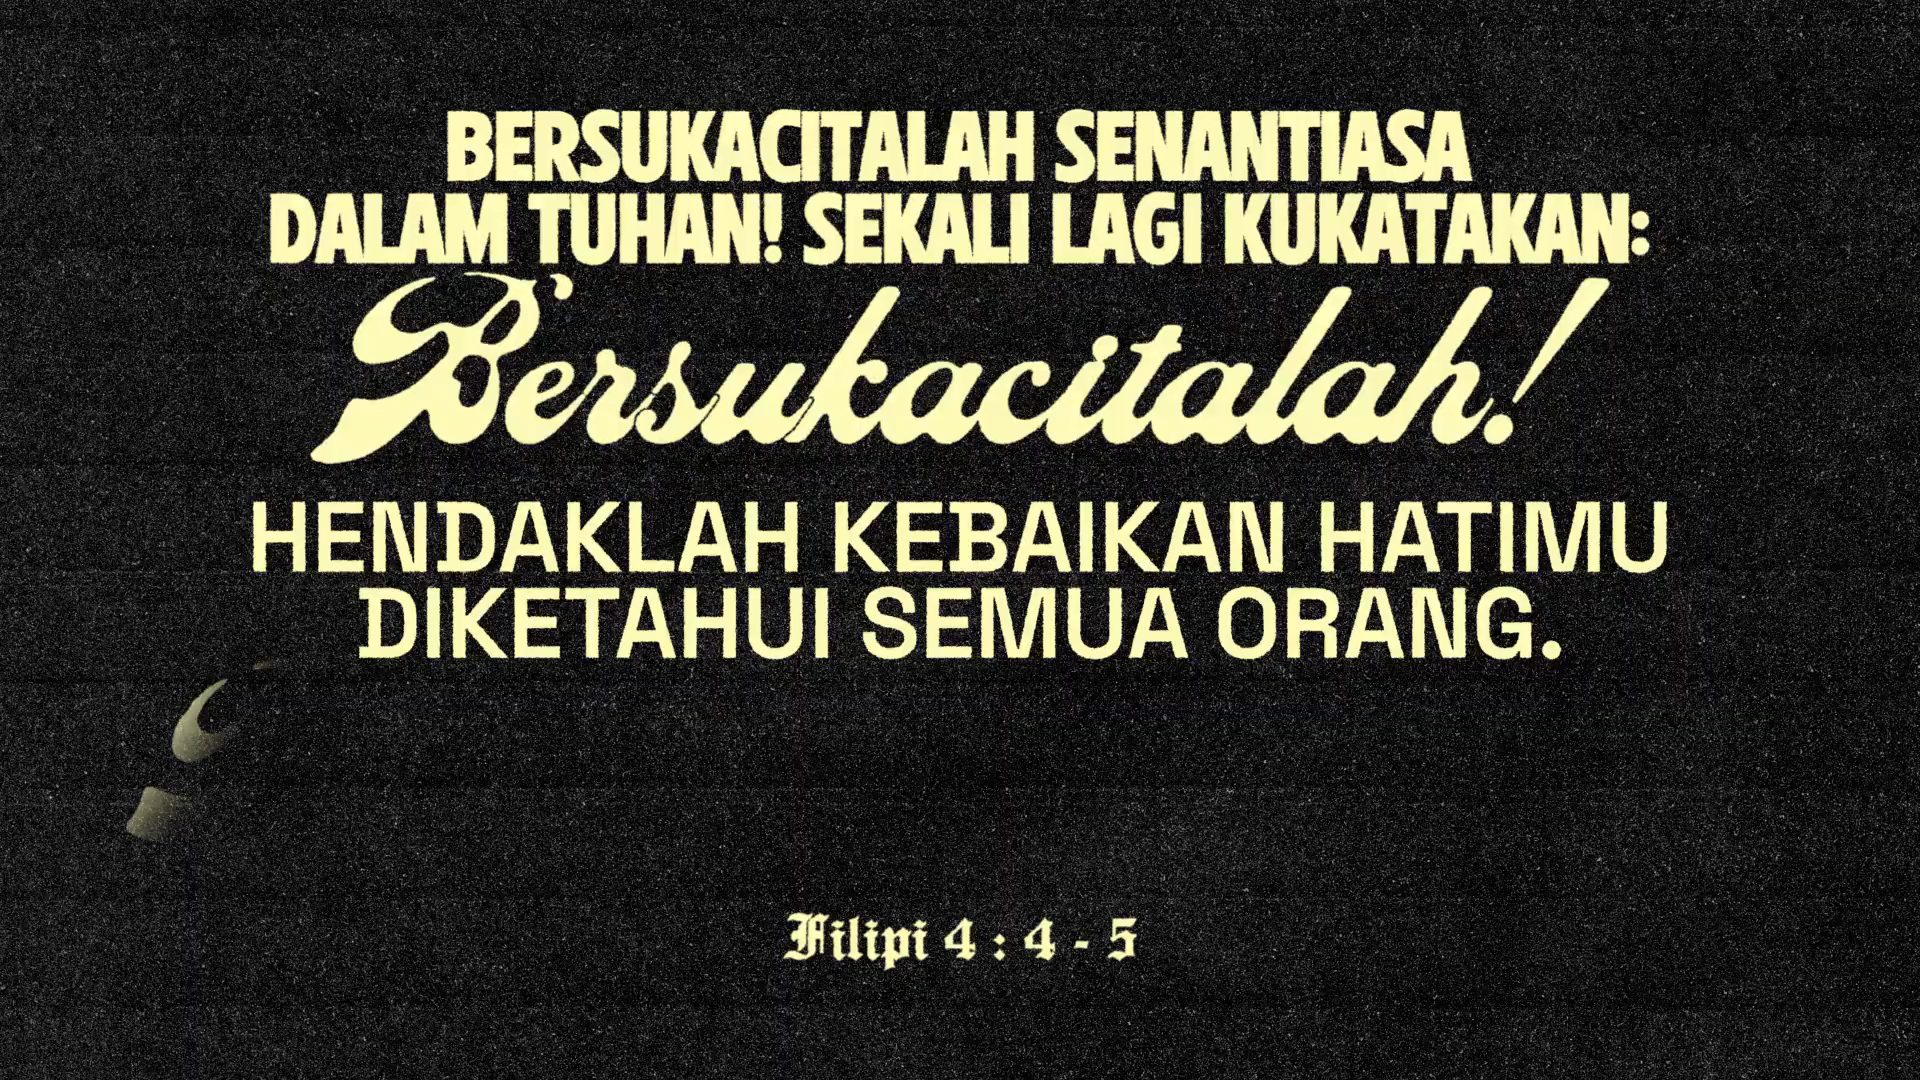 BERSUKACITALAH SENANTIASA
DALAM TUHAN! SEKALI LAGI KUKATAKAN:
Bersukacitalah!
HENDAKLAH KEBAIKAN HATIMU
DIKETAHUI SEMUA ORANG.
Filipi 4 : 4 - 5